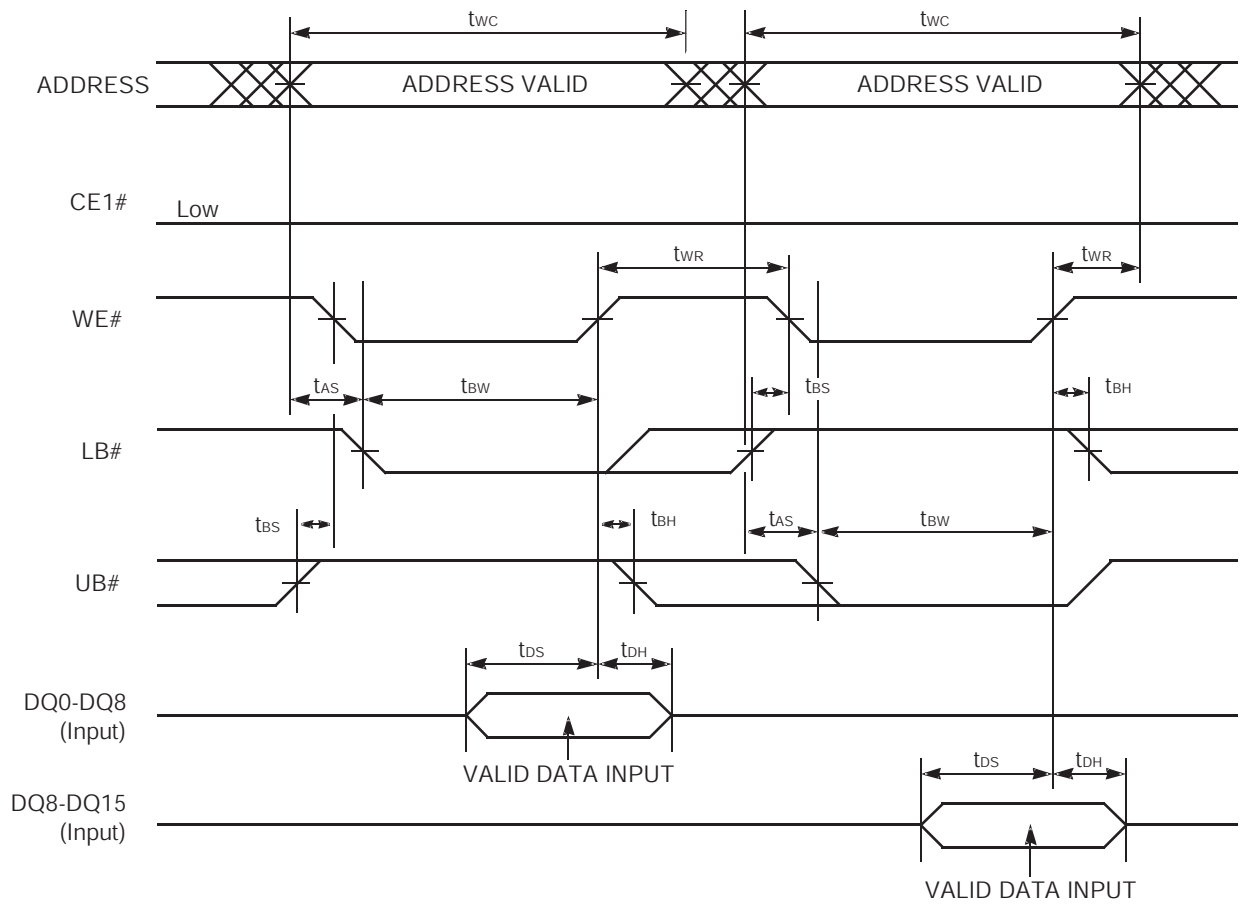 tWC
tWC
ADDRESS
ADDRESS VALID
ADDRESS VALID
CE1#
Low
tWR
tWR
WE#
tAS
tBW
tBS
tBH
LB#
tBS
tBH
tAS
tBW
UB#
tDS
tDH
DQ0-DQ8
(Input)
VALID DATA INPUT
tDS
tDH
DQ8-DQ15
(Input)
VALID DATA INPUT